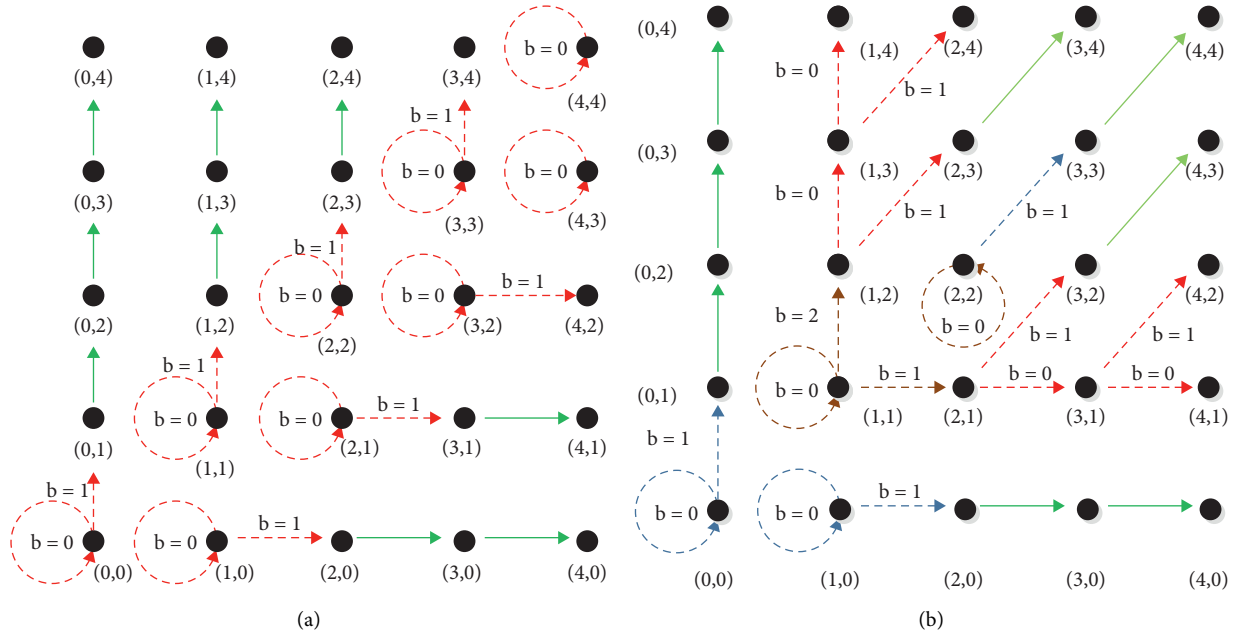 b = 0
(0,4) (1,4) (2,4) (3,4)
(4,4)
b = 1
b = 0 b = 0
(0,3) (1,3) (2,3)
(3,3) (4,3)
b = 1
b = 0 b = 0 b = 1
(0,2) (1,2)
(2,2) (3,2) (4,2)
b = 1
b = 0 b = 0 b = 1
(0,1)
(1,1) (2,1) (3,1) (4,1)
b = 1
b = 0 b = 0 b = 1
(0,0) (1,0) (2,0) (3,0) (4,0)
(a)
(0,4)
(1,4) (2,4) (3,4) (4,4)
b = 0 b = 1
(0,3)
(1,3) (2,3) (3,3) (4,3)
b = 0 b = 1 b = 1
(0,2)
(1,2) (2,2) (3,2) (4,2)
b = 2 b = 0 b = 1 b = 1
b = 0 b = 1 b = 0 b = 0
(0,1)
(1,1) (2,1) (3,1) (4,1)
b = 1
b = 0 b = 0 b = 1
(0,0) (1,0) (2,0) (3,0) (4,0)
(b)